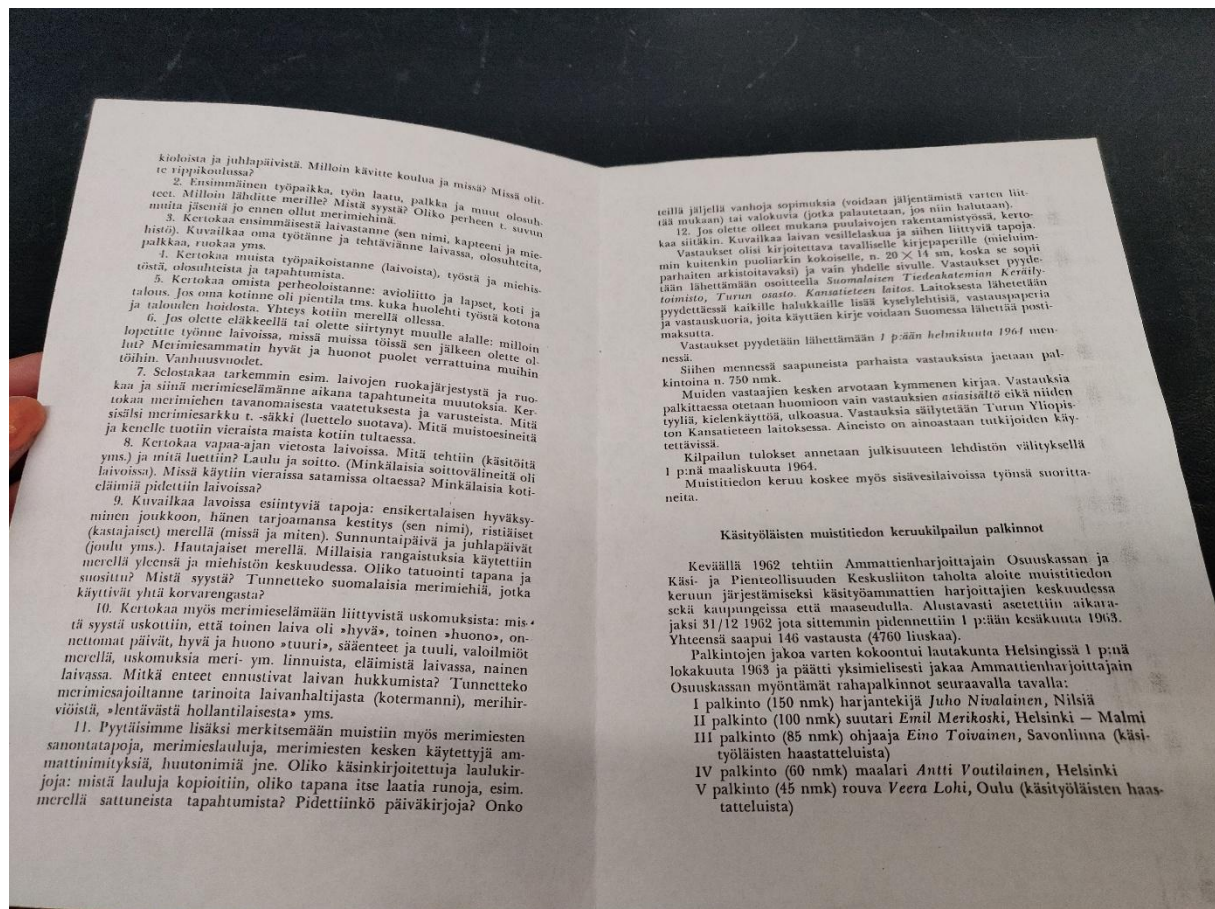 kioloista ja juhlapäivistä. Milloin kävitte koulua ja missä? Missä olit-
te rippikoulussa?
2. Ensimmäinen työpaikka, työn laatu, palkka ja muut olosuh-
teet. Milloin lähditte merille? Mistä syystä? Oliko perheen t. suvun
muita jäseniä jo ennen ollut merimiehinä.
3. Kertokaa ensimmäisestä laivastanne (sen nimi, kapteeni ja mie-
histö). Kuvailkaa oma työtänne ja tehtäviänne laivassa, olosuhteita,
palkkaa, ruokaa yms.
4. Kertokaa muista työpaikoistanne (laivoista), työstä ja miehis-
töstä, olosuhteista ja tapahtumista.
5. Kertokaa omista perheoloistanne: avioliitto ja lapset, koti ja
talous. Jos oma kotinne oli pientila tms. kuka huolehti työstä kotona
ja talouden hoidosta. Yhteys kotiin merellä ollessa.
6. Jos olette eläkkeellä tai olette siirtynyt muulle alalle: milloin
lopetitte työnne laivoissa, missä muissa töissä sen jälkeen olette ol-
lut? Merimiesammatin hyvät ja huonot puolet verrattuina muihin
töihin. Vanhuusvuodet.
7. Selostakaa tarkemmin esim. laivojen ruokajärjestystä ja ruo-
kaa ja siinä merimieselämänne aikana tapahtuneita muutoksia. Ker-
tokaa merimiehen tavanomaisesta vaatetuksesta ja varusteista. Mitä
sisälsi merimiesarkku t. -säkki (luettelo suotava). Mitä muistoesineitä
ja kenelle tuotiin vieraista maista kotiin tultaessa.
8. Kertokaa vapaa-ajan vietosta laivoissa. Mitä tehtiin (käsitöitä
yms.) ja mitä luettiin? Laulu ja soitto. (Minkälaisia soittovälineitä oli
laivoissa). Missä käytiin vieraissa satamissa oltaessa? Minkälaisia koti-
eläimiä pidettiin laivoissa?
9. Kuvailkaa lavoissa esiintyviä tapoja: ensikertalaisen hyväksy-
minen joukkoon, hänen tarjoamansa kestitys (sen nimi), ristiäiset
(kastajaiset) merellä (missä ja miten). Sunnuntaipäivä ja juhlapäivät
(joulu yms.). Hautajaiset merellä. Millaisia rangaistuksia käytettiin
merellä yleensä ja miehistön keskuudessa. Oliko tatuointi tapana ja
suosittu? Mistä syystä? Tunnetteko suomalaisia merimiehiä, jotka
käyttivät yhtä korvarengasta?
10. Kertokaa myös merimieselämään liittyvistä uskomuksista: mis-
tä syystä uskottiin, että toinen laiva oli »hyvä», toinen »huono», on-
nettomat päivät, hyvä ja huono »tuuri», sääenteet ja tuuli, valoilmiöt
merellä, uskomuksia meri- ym. linnuista, eläimistä laivassa, nainen
laivassa. Mitkä enteet ennustivat laivan hukkumista? Tunnetteko
merimiesajoiltanne tarinoita laivanhaltijasta (kotermanni), merihir-
viöistä, »lentävästä hollantilaisesta» yms.
11. Pyytäisimme lisäksi merkitsemään muistiin myös merimiesten
sanontatapoja, merimieslauluja, merimiesten kesken käytettyjä am-
mattinimityksiä, huutonimiä jne. Oliko käsinkirjoitettuja laulukir-
joja: mistä lauluja kopioitiin, oliko tapana itse laatia runoja, esim.
merellä sattuneista tapahtumista? Pidettiinkö päiväkirjoja? Onko
teillä jäljellä vanhoja sopimuksia (voidaan jäljentämistä varten liit-
tää mukaan) tai valokuvia (jotka palautetaan, jos niin halutaan).
12. Jos olette olleet mukana puulaivojen rakentamistyössä, kerto-
kaa siitäkin. Kuvailkaa laivan vesillelaskua ja siihen liittyviä tapoja.
Vastaukset olisi kirjoitettava tavalliselle kirjepaperille (mieluim-
min kuitenkin puoliarkin kokoiselle, n. 20 × 14 sm, koska se sopii
parhaiten arkistoitavaksi) ja vain yhdelle sivulle. Vastaukset pyyde-
tään lähettämään osoitteella Suomalaisen Tiedeakatemian Keräily-
toimisto, Turun osasto. Kansatieteen laitos. Laitoksesta lähetetään
pyydettäessä kaikille halukkaille lisää kyselylehtisiä, vastauspaperia
ja vastauskuoria, joita käyttäen kirje voidaan Suomessa lähettää posti-
maksutta.
Vastaukset pyydetään lähettämään 1 p:ään helmikuuta 1964 men-
nessä.
Siihen mennessä saapuneista parhaista vastauksista jaetaan pal-
kintoina n. 750 nmk.
Muiden vastaajien kesken arvotaan kymmenen kirjaa. Vastauksia
palkittaessa otetaan huomioon vain vastauksien asiasisältö eikä niiden
tyyliä, kielenkäyttöä, ulkoasua. Vastauksia säilytetään Turun Yliopis-
ton Kansatieteen laitoksessa. Aineisto on ainoastaan tutkijoiden käy-
tettävissä.
Kilpailun tulokset annetaan julkisuuteen lehdistön välityksellä
1 p:nä maaliskuuta 1964.
Muistitiedon keruu koskee myös sisävesilaivoissa työnsä suoritta-
neita.
Käsityöläisten muistitiedon keruukilpailun palkinnot
Keväällä 1962 tehtiin Ammattienharjoittajain Osuuskassan ja
Käsi- ja Pienteollisuuden Keskusliiton taholta aloite muistitiedon
keruun järjestämiseksi käsityöammattien harjoittajien keskuudessa
sekä kaupungeissa että maaseudulla. Alustavasti asetettiin aikara-
jaksi 31/12 1962 jota sittemmin pidennettiin 1 p:ään kesäkuuta 1963.
Yhteensä saapui 146 vastausta (4760 liuskaa).
Palkintojen jakoa varten kokoontui lautakunta Helsingissä 1 p:nä
lokakuuta 1963 ja päätti yksimielisesti jakaa Ammattienharjoittajain
Osuuskassan myöntämät rahapalkinnot seuraavalla tavalla:
I palkinto (150 nmk) harjantekijä Juho Nivalainen, Nilsiä
II palkinto (100 nmk) suutari Emil Merikoski, Helsinki — Malmi
III palkinto (85 nmk) ohjaaja Eino Toivainen, Savonlinna (käsi-
työläisten haastatteluista)
IV palkinto (60 nmk) maalari Antti Voutilainen, Helsinki
V palkinto (45 nmk) rouva Veera Lohi, Oulu (käsityöläisten haas-
tatteluista)